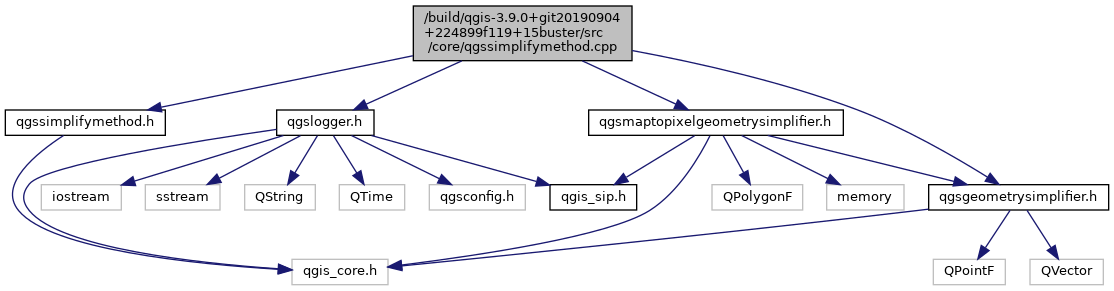 /build/qgis-3.9.0+git20190904
+224899f119+15buster/src
/core/qgssimplifymethod.cpp
qgssimplifymethod.h
qgslogger.h
qgsmaptopixelgeometrysimplifier.h
iostream
sstream
QString
QTime
qgsconfig.h
qgis_sip.h
QPolygonF
memory
qgsgeometrysimplifier.h
qgis_core.h
QPointF
QVector